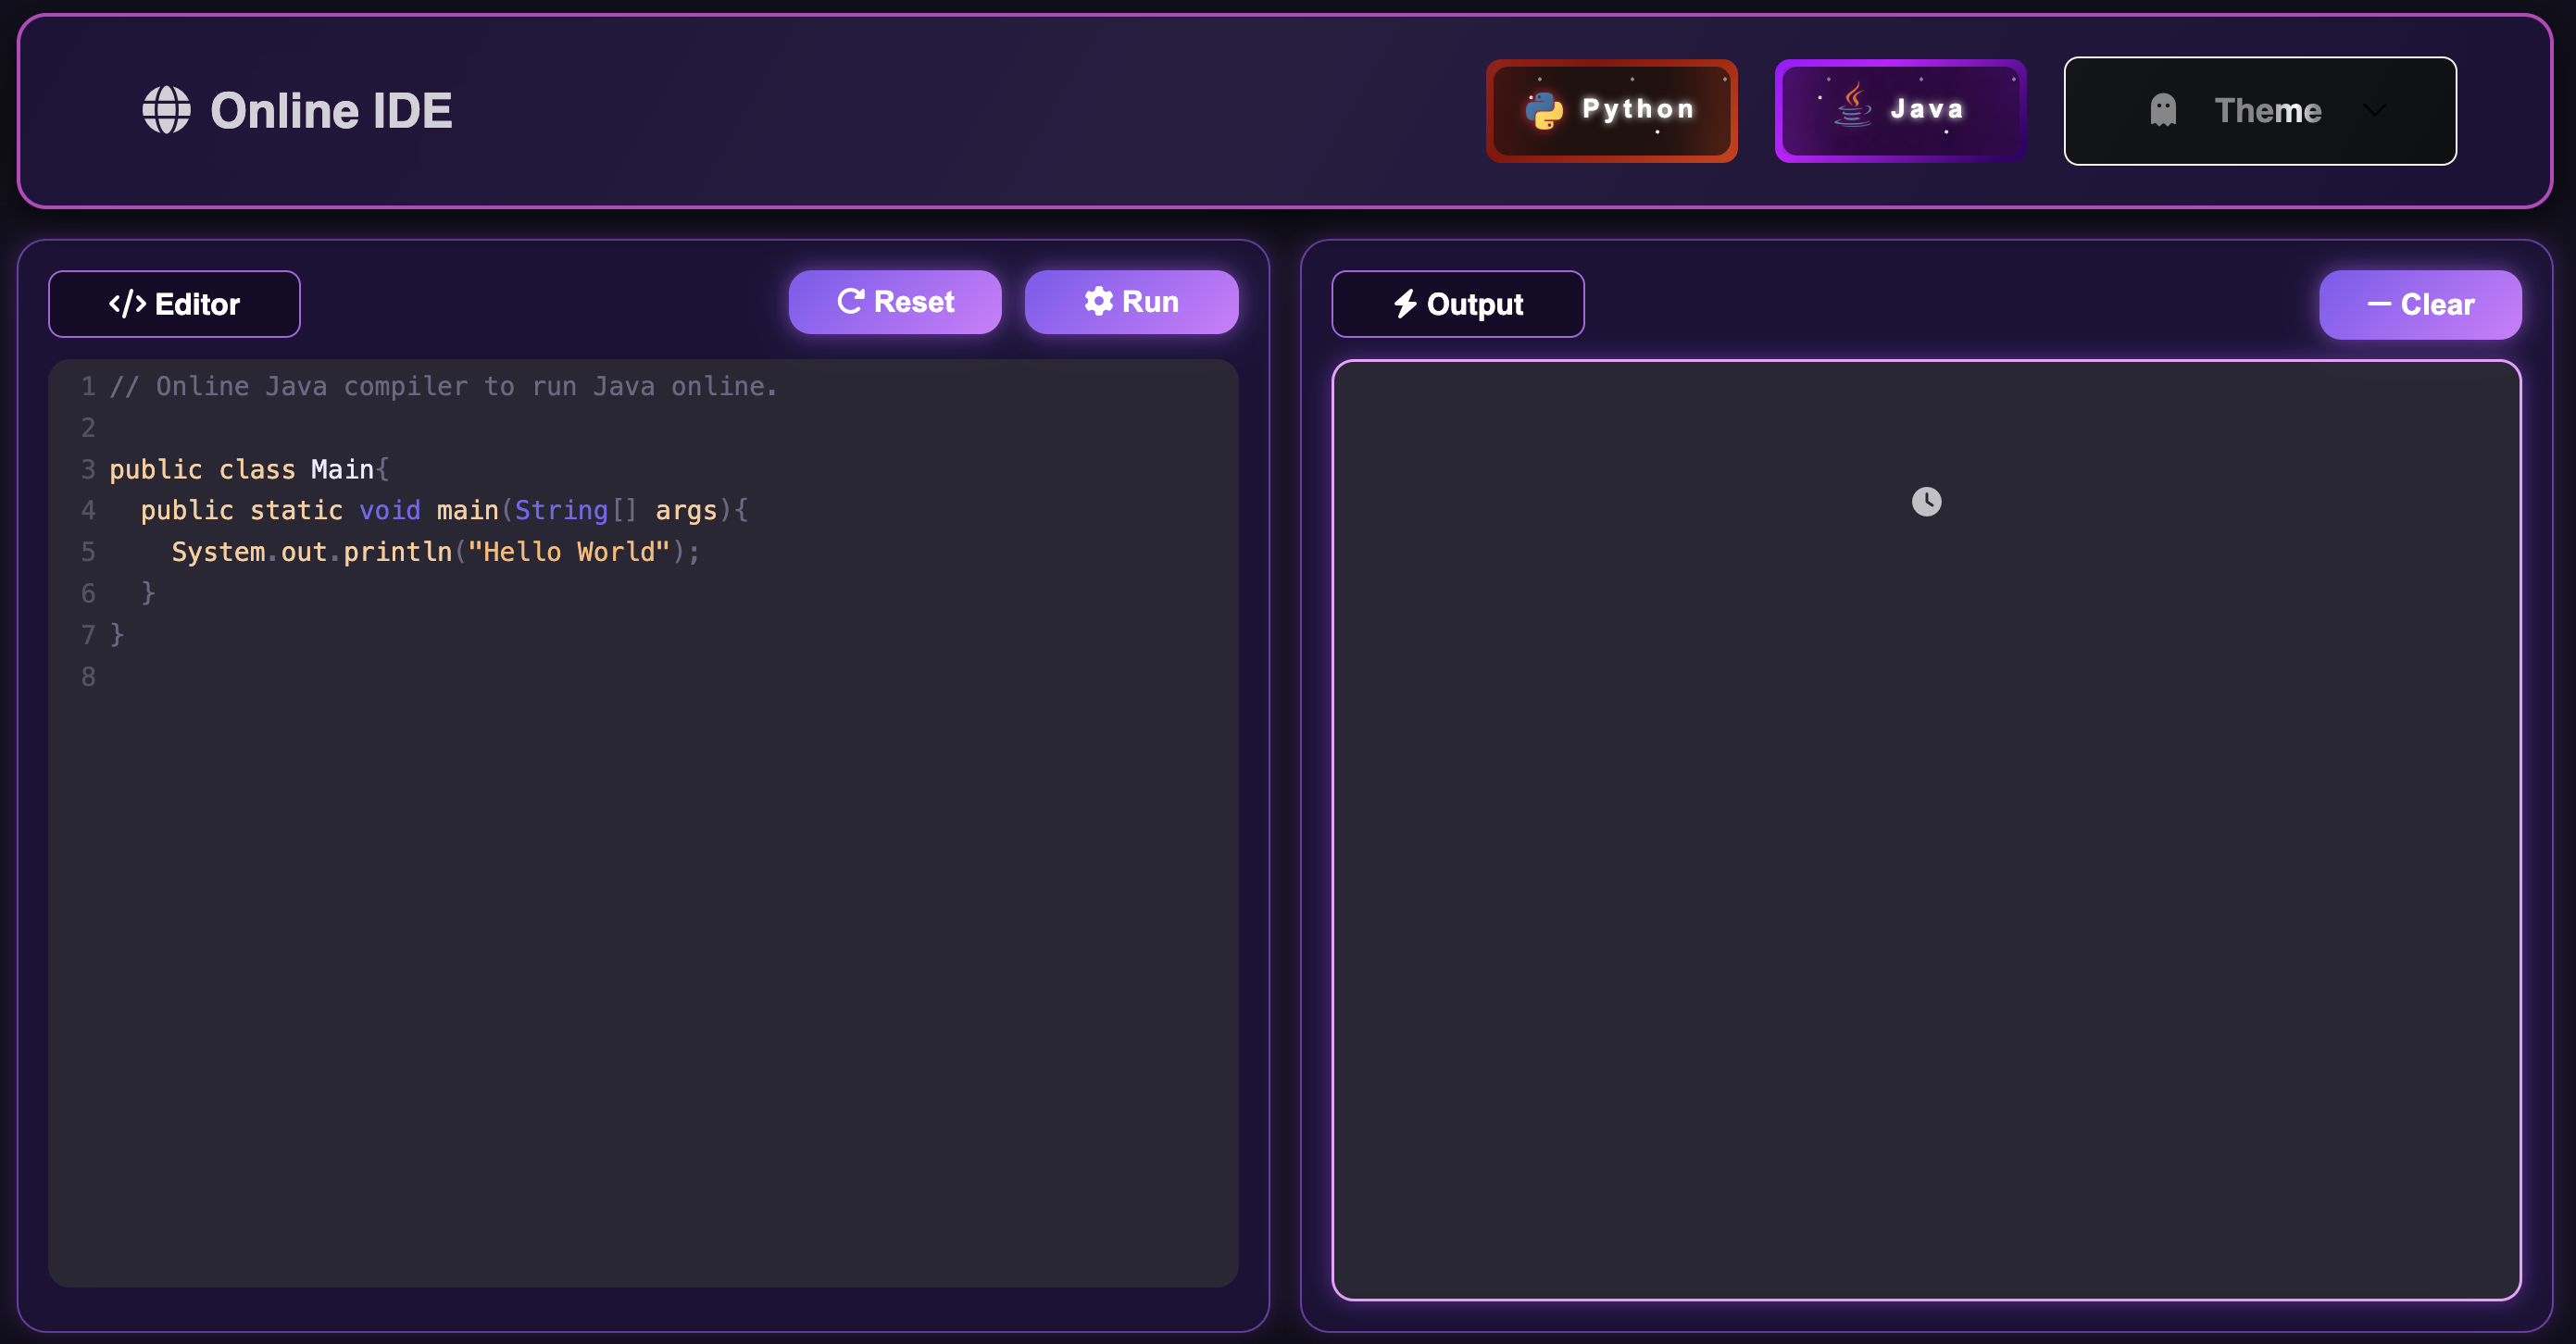 Online IDE
Python
Java
Theme
</> Editor
Reset
Run
Output
Clear
1 // Online Java compiler to run Java online.
2
3 public class Main{
4   public static void main(String[] args){
5     System.out.println("Hello World");
6   }
7 }
8